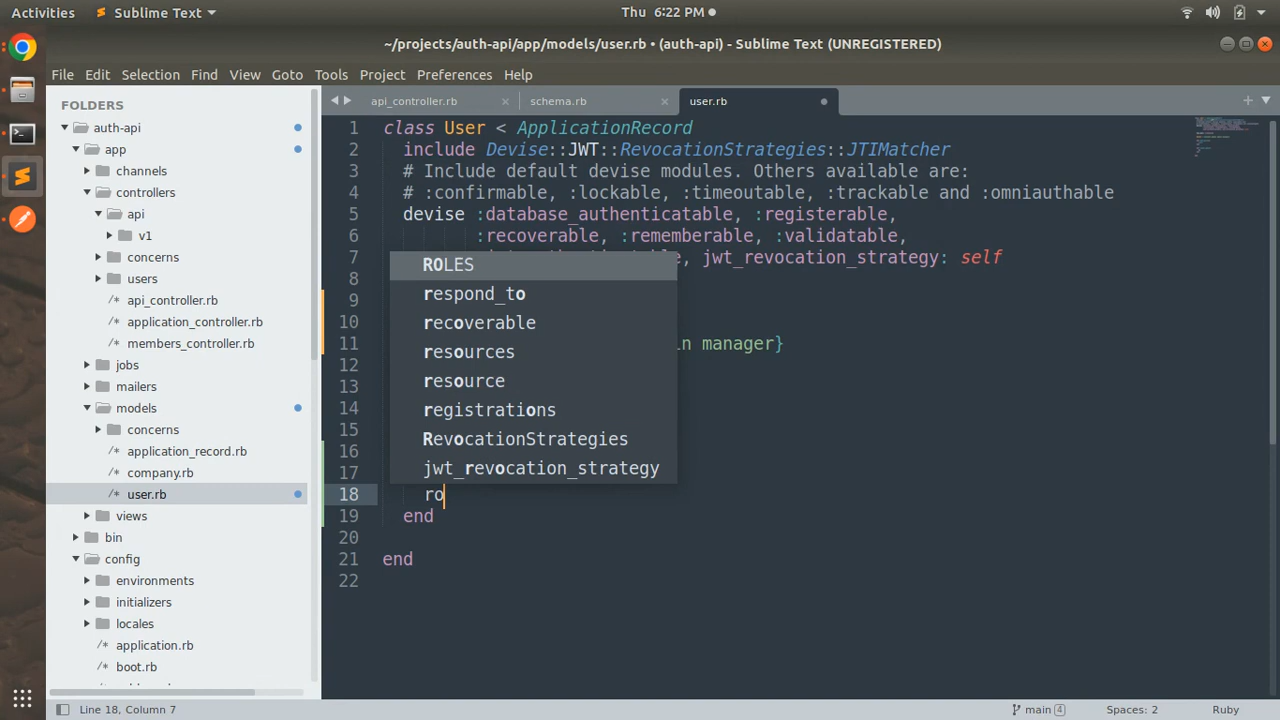 Activities Sublime Text Thu 6:22 PM
~/projects/auth-api/app/models/user.rb • (auth-api) - Sublime Text (UNREGISTERED)
File Edit Selection Find View Goto Tools Project Preferences Help
FOLDERS
auth-api
app
channels
controllers
api
v1
concerns
users
/* api_controller.rb
/* application_controller.rb
/* members_controller.rb
jobs
mailers
models
concerns
/* application_record.rb
/* company.rb
/* user.rb
views
bin
config
environments
initializers
locales
/* application.rb
/* boot.rb
api_controller.rb × schema.rb × user.rb
1 class User < ApplicationRecord
2 include Devise::JWT::RevocationStrategies::JTIMatcher
3 # Include default devise modules. Others available are:
4 # :confirmable, :lockable, :timeoutable, :trackable and :omniauthable
5 devise :database_authenticatable, :registerable,
6 :recoverable, :rememberable, :validatable,
7 , jwt_revocation_strategy: self
8
9
10
11 manager}
12
13
14
15
16
17
18 ro
19 end
20
21 end
22
ROLES
respond_to
recoverable
resources
resource
registrations
RevocationStrategies
jwt_revocation_strategy
Line 18, Column 7 main 4 Spaces: 2 Ruby